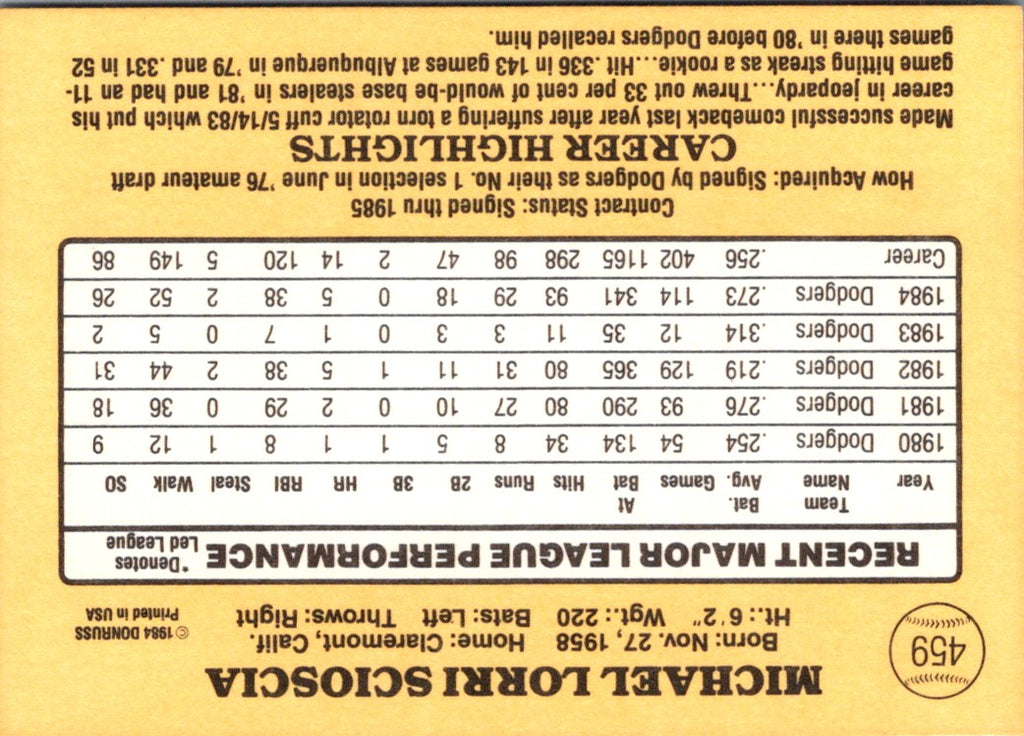 459
MICHAEL LORRI SCIOSCIA
Born: Nov. 27, 1958 Home: Claremont, Calif.
Ht.: 6'2" Wgt.: 220 Bats: Left Throws: Right
© 1984 DONRUSS
Printed in USA
RECENT MAJOR LEAGUE PERFORMANCE *Denotes Led League
Year Team Name Bat. Avg. Games At Bat Hits Runs 2B 3B HR RBI Steal Walk SO
1980 Dodgers .254 54 134 34 8 5 1 1 8 1 12 9
1981 Dodgers .276 93 290 80 27 10 0 2 29 0 36 18
1982 Dodgers .219 129 365 80 31 11 1 5 38 2 44 31
1983 Dodgers .314 12 35 11 3 3 0 1 7 0 5 2
1984 Dodgers .273 114 341 93 29 18 0 5 38 2 52 26
Career .256 402 1165 298 98 47 2 14 120 5 149 86
Contract Status: Signed thru 1985
How Acquired: Signed by Dodgers as their No. 1 selection in June '76 amateur draft
CAREER HIGHLIGHTS
Made successful comeback last year after suffering a torn rotator cuff 5/14/83 which put his
career in jeopardy...Threw out 33 per cent of would-be base stealers in '81 and had an 11-
game hitting streak as a rookie...Hit .336 in 143 games at Albuquerque in '79 and .331 in 52
games there in '80 before Dodgers recalled him.